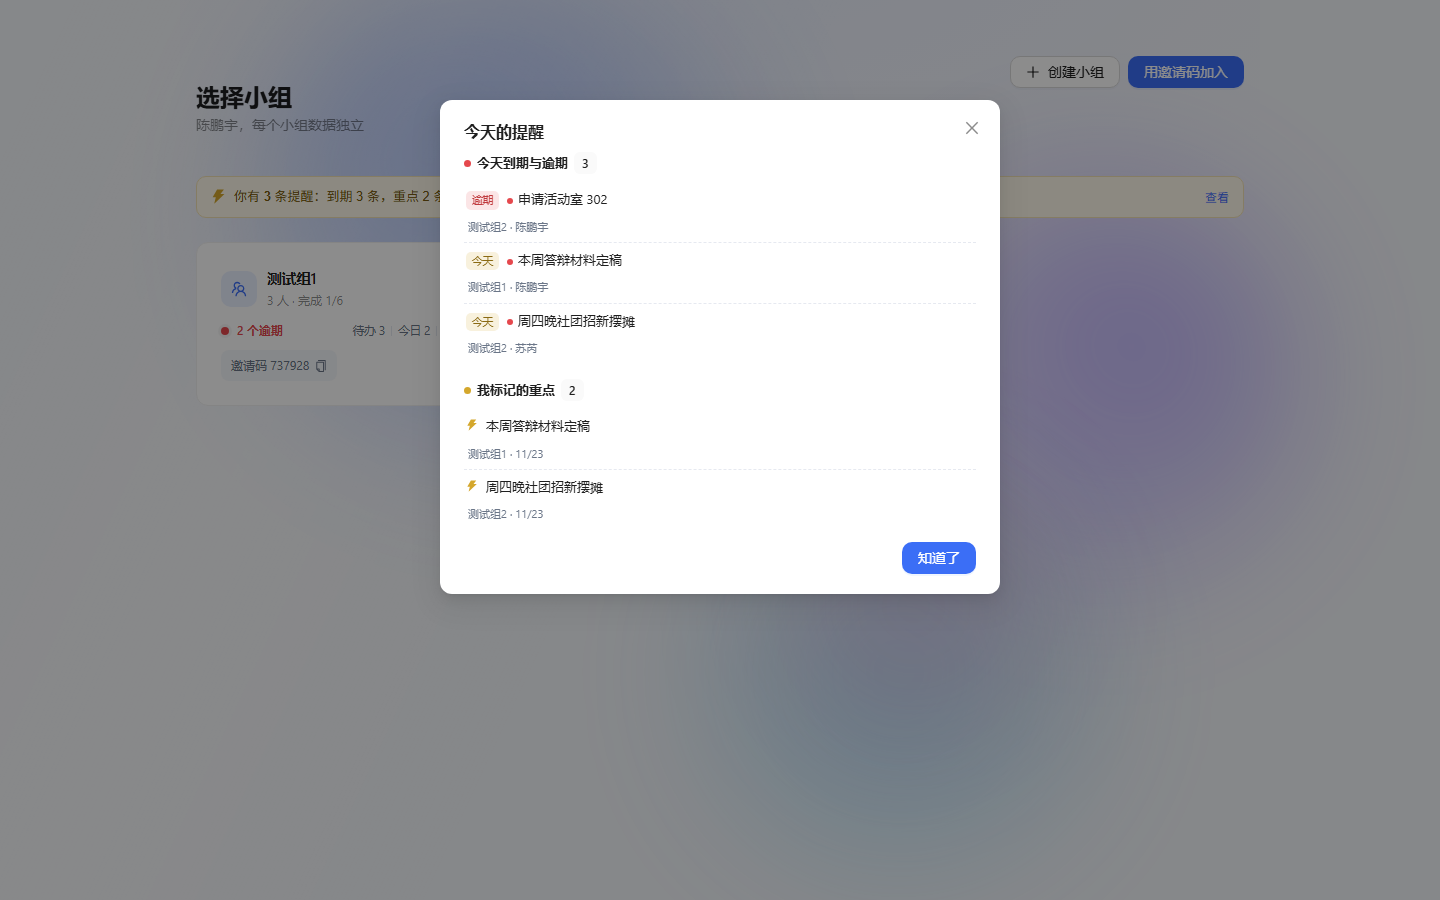 创建小组
用邀请码加入
选择小组
陈鹏宇，每个小组数据独立
你有 3 条提醒：到期 3 条，重点 2 条
查看
测试组1
3 人 · 完成 1/6
2 个逾期
待办 3
今日 2
邀请码 737928
今天的提醒
今天到期与逾期 3
逾期 申请活动室 302
测试组2 · 陈鹏宇
今天 本周答辩材料定稿
测试组1 · 陈鹏宇
今天 周四晚社团招新摆摊
测试组2 · 苏芮
我标记的重点 2
本周答辩材料定稿
测试组1 · 11/23
周四晚社团招新摆摊
测试组2 · 11/23
知道了